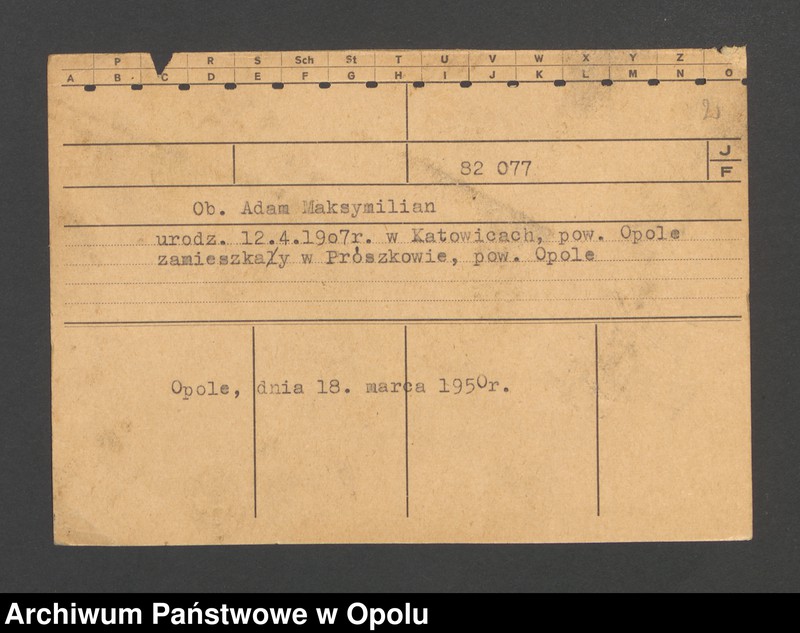 P R S Sch St T U V W X Y Z
A B C D E F G H I J K L M N O
82 077
J
F
Ob. Adam Maksymilian
urodz. 12.4.19o7r. w Katowicach, pow. Opole
zamieszkały w Prószkowie, pow. Opole
Opole, dnia 18. marca 1950r.
Archiwum Państwowe w Opolu